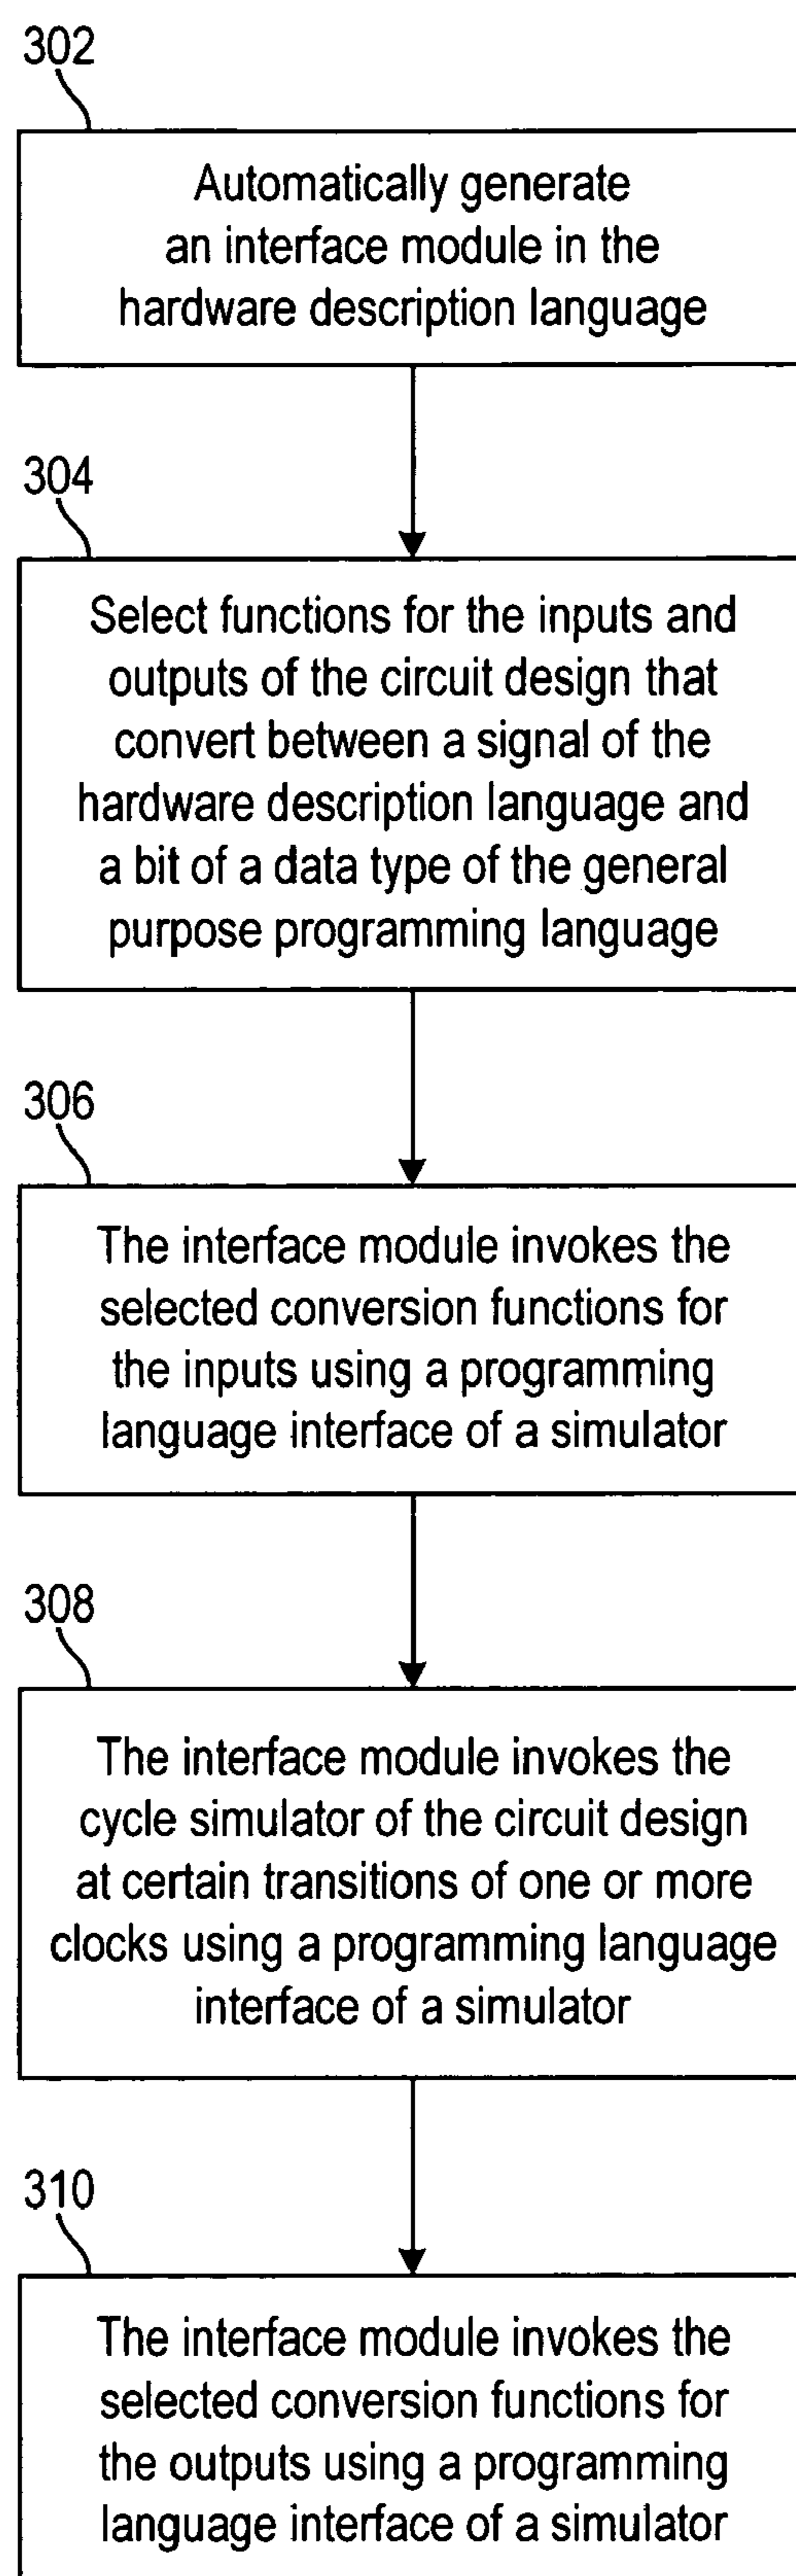 302
Automatically generate
an interface module in the
hardware description language
304
Select functions for the inputs and
outputs of the circuit design that
convert between a signal of the
hardware description language and
a bit of a data type of the general
purpose programming language
306
The interface module invokes the
selected conversion functions for
the inputs using a programming
language interface of a simulator
308
The interface module invokes the
cycle simulator of the circuit design
at certain transitions of one or more
clocks using a programming language
interface of a simulator
310
The interface module invokes the
selected conversion functions for
the outputs using a programming
language interface of a simulator